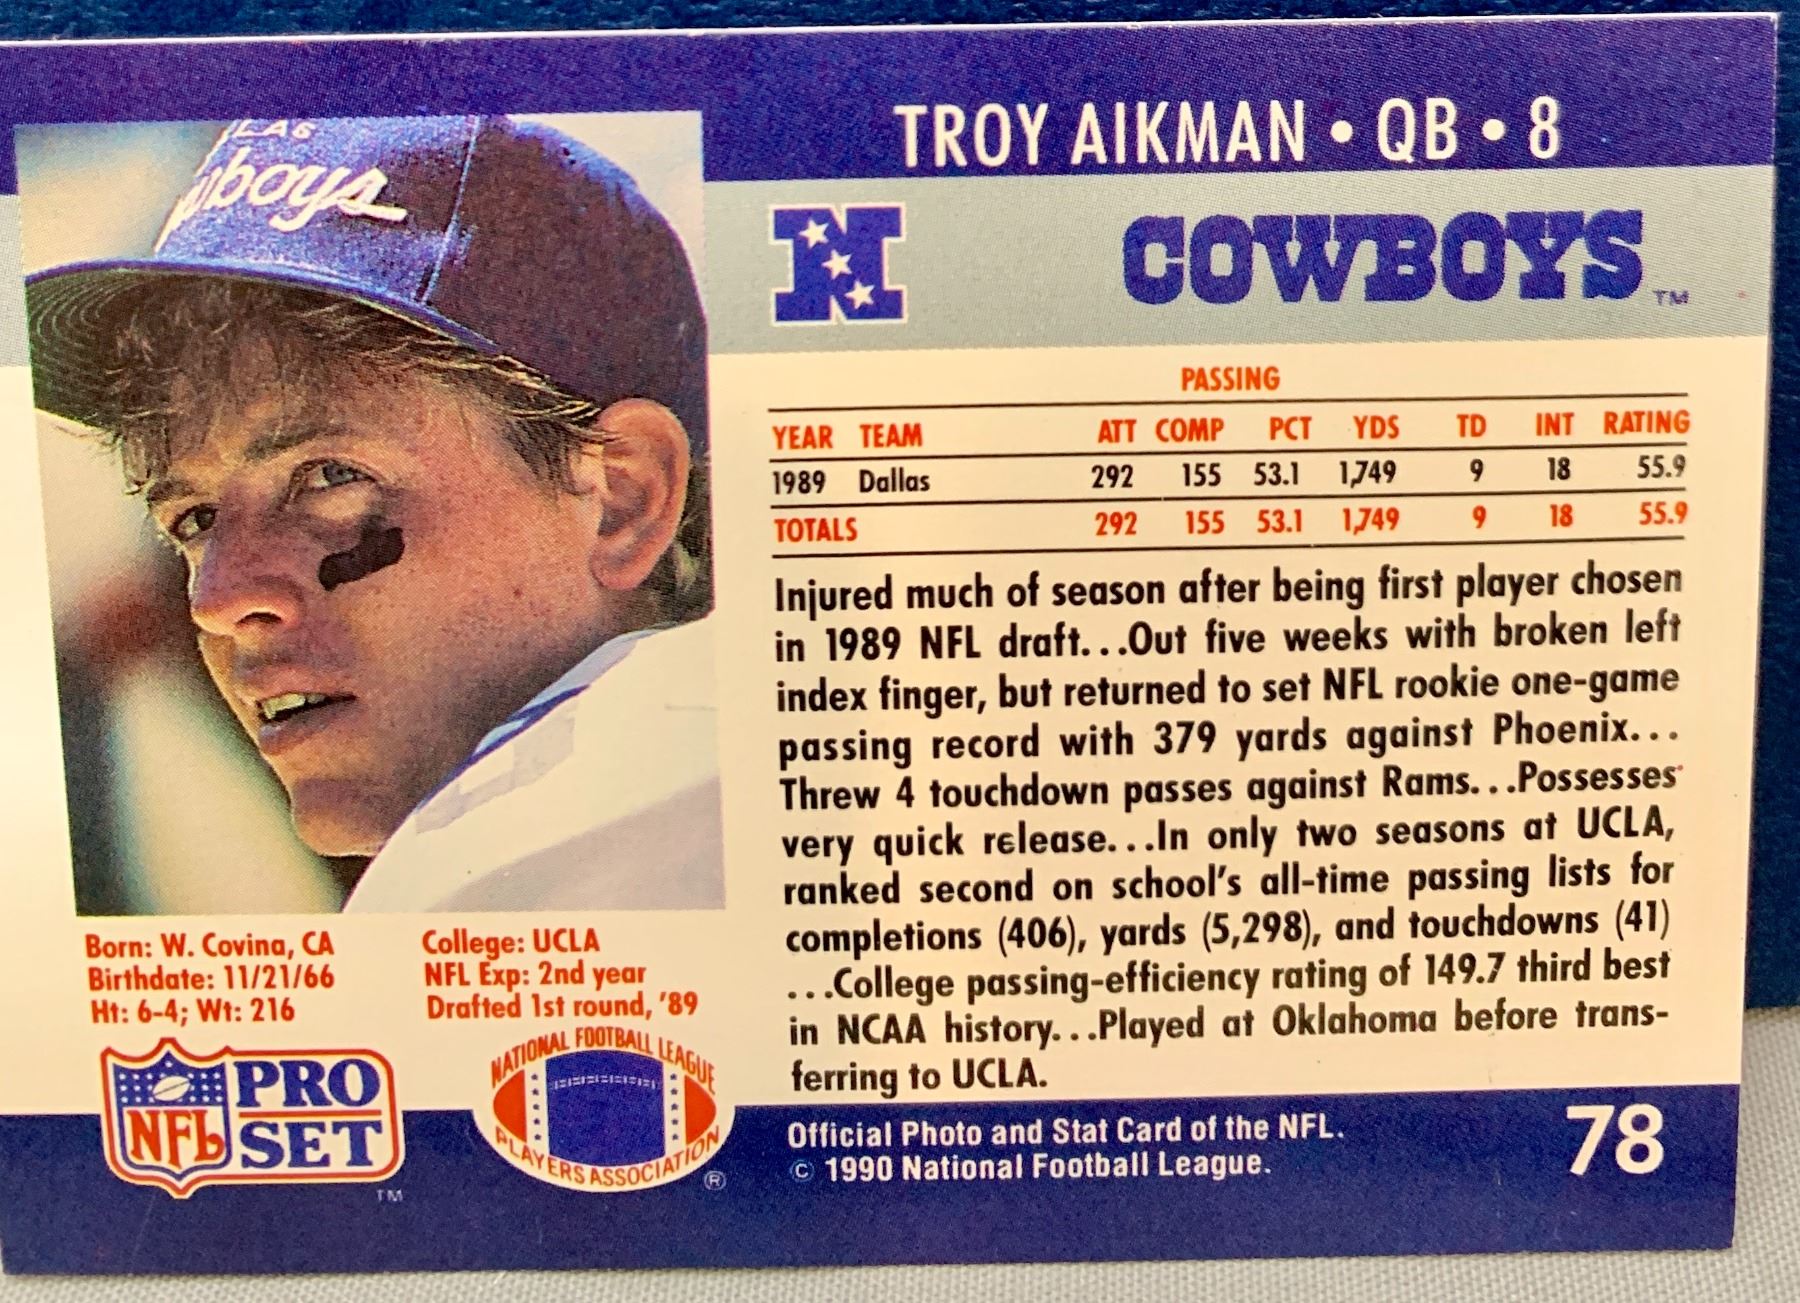 TROY AIKMAN • QB • 8
LAS
wboys
N
COWBOYS TM
PASSING
YEAR TEAM ATT COMP PCT YDS TD INT RATING
1989 Dallas 292 155 53.1 1,749 9 18 55.9
TOTALS 292 155 53.1 1,749 9 18 55.9
Injured much of season after being first player chosen
in 1989 NFL draft...Out five weeks with broken left
index finger, but returned to set NFL rookie one-game
passing record with 379 yards against Phoenix...
Threw 4 touchdown passes against Rams...Possesses
very quick release...In only two seasons at UCLA,
ranked second on school's all-time passing lists for
completions (406), yards (5,298), and touchdowns (41)
...College passing-efficiency rating of 149.7 third best
in NCAA history...Played at Oklahoma before trans-
ferring to UCLA.
Born: W. Covina, CA
Birthdate: 11/21/66
Ht: 6-4; Wt: 216
College: UCLA
NFL Exp: 2nd year
Drafted 1st round, '89
NFL PRO SET TM
NATIONAL FOOTBALL LEAGUE
PLAYERS ASSOCIATION ®
Official Photo and Stat Card of the NFL.
© 1990 National Football League.
78